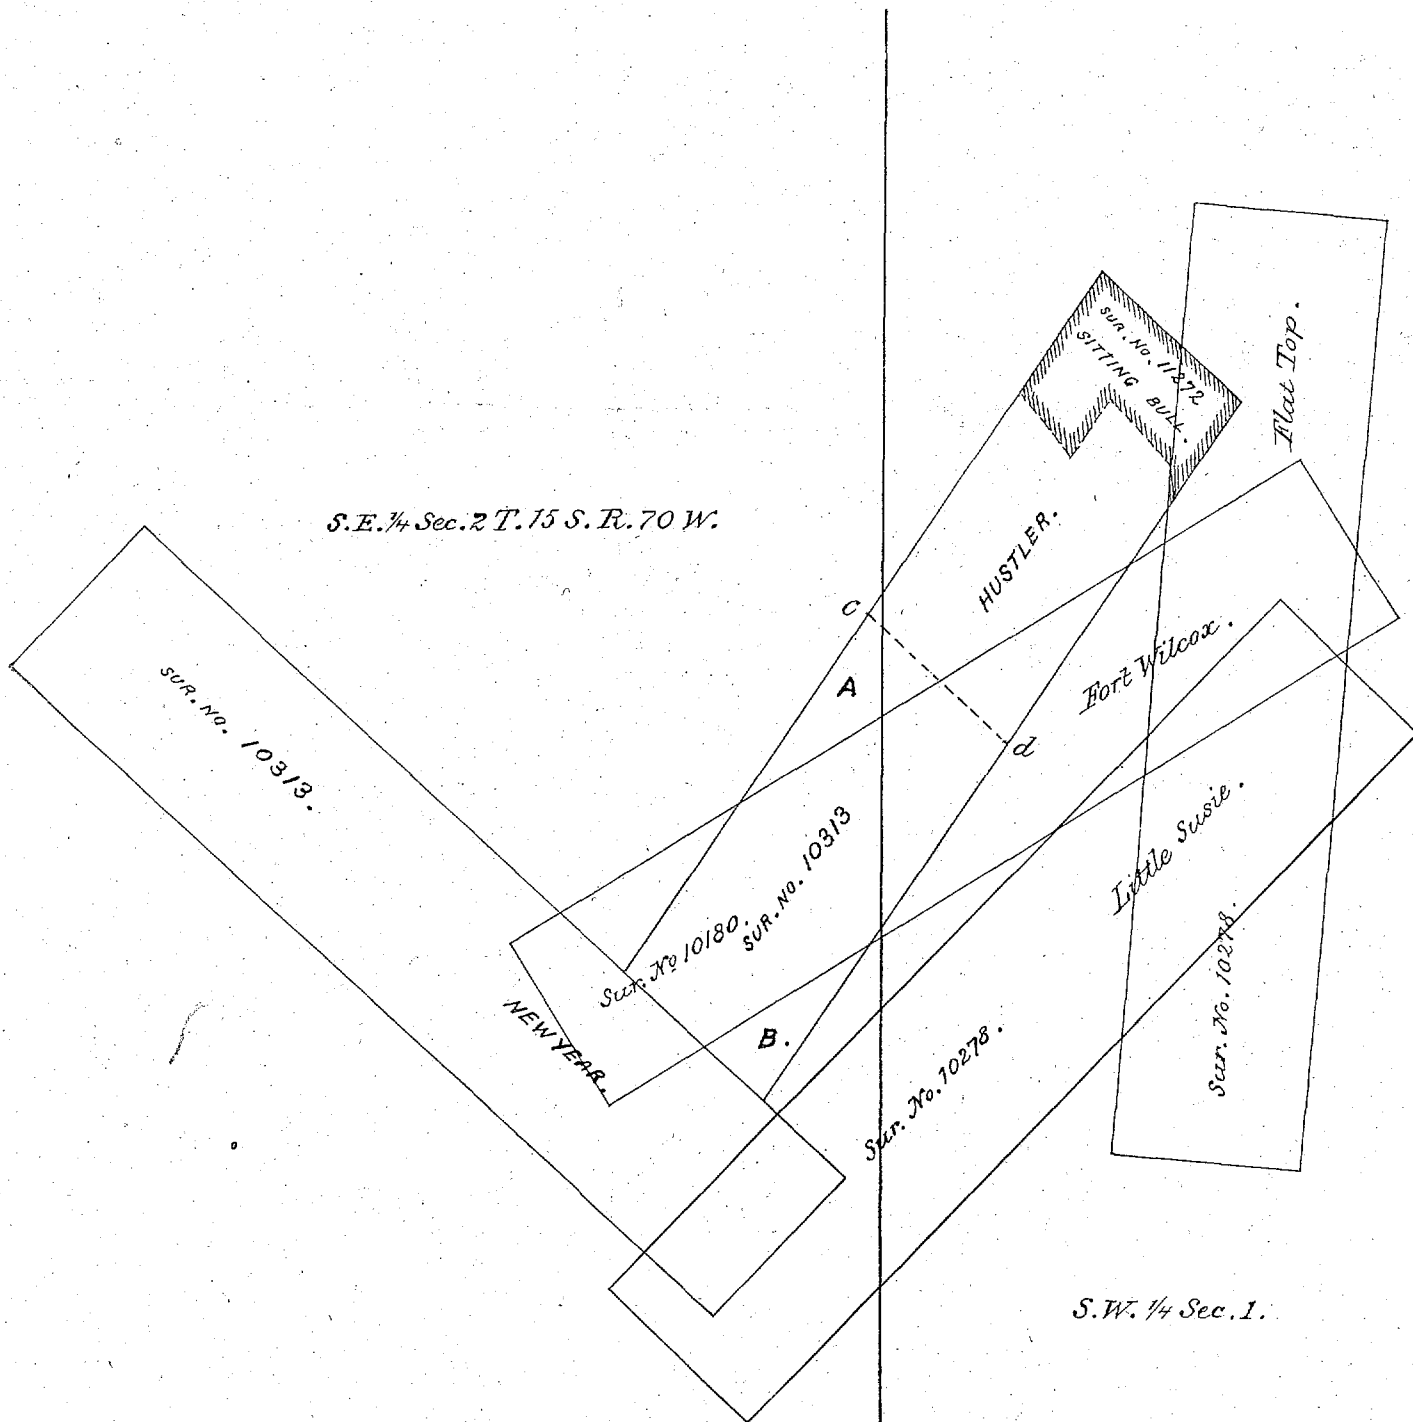 SUR. NO. 11272
SITTING BULL.
Flat Top.
S.E. 1/4 Sec. 2 T. 15 S. R. 70 W.
HUSTLER.
c
A
Fort Wilcox.
d
SUR. NO. 10313.
Little Susie.
SUR. NO. 10313
Sur. No 10180.
NEW YEAR.
B.
Sur. No. 10278.
Sur. No. 10278.
S.W. 1/4 Sec. 1.